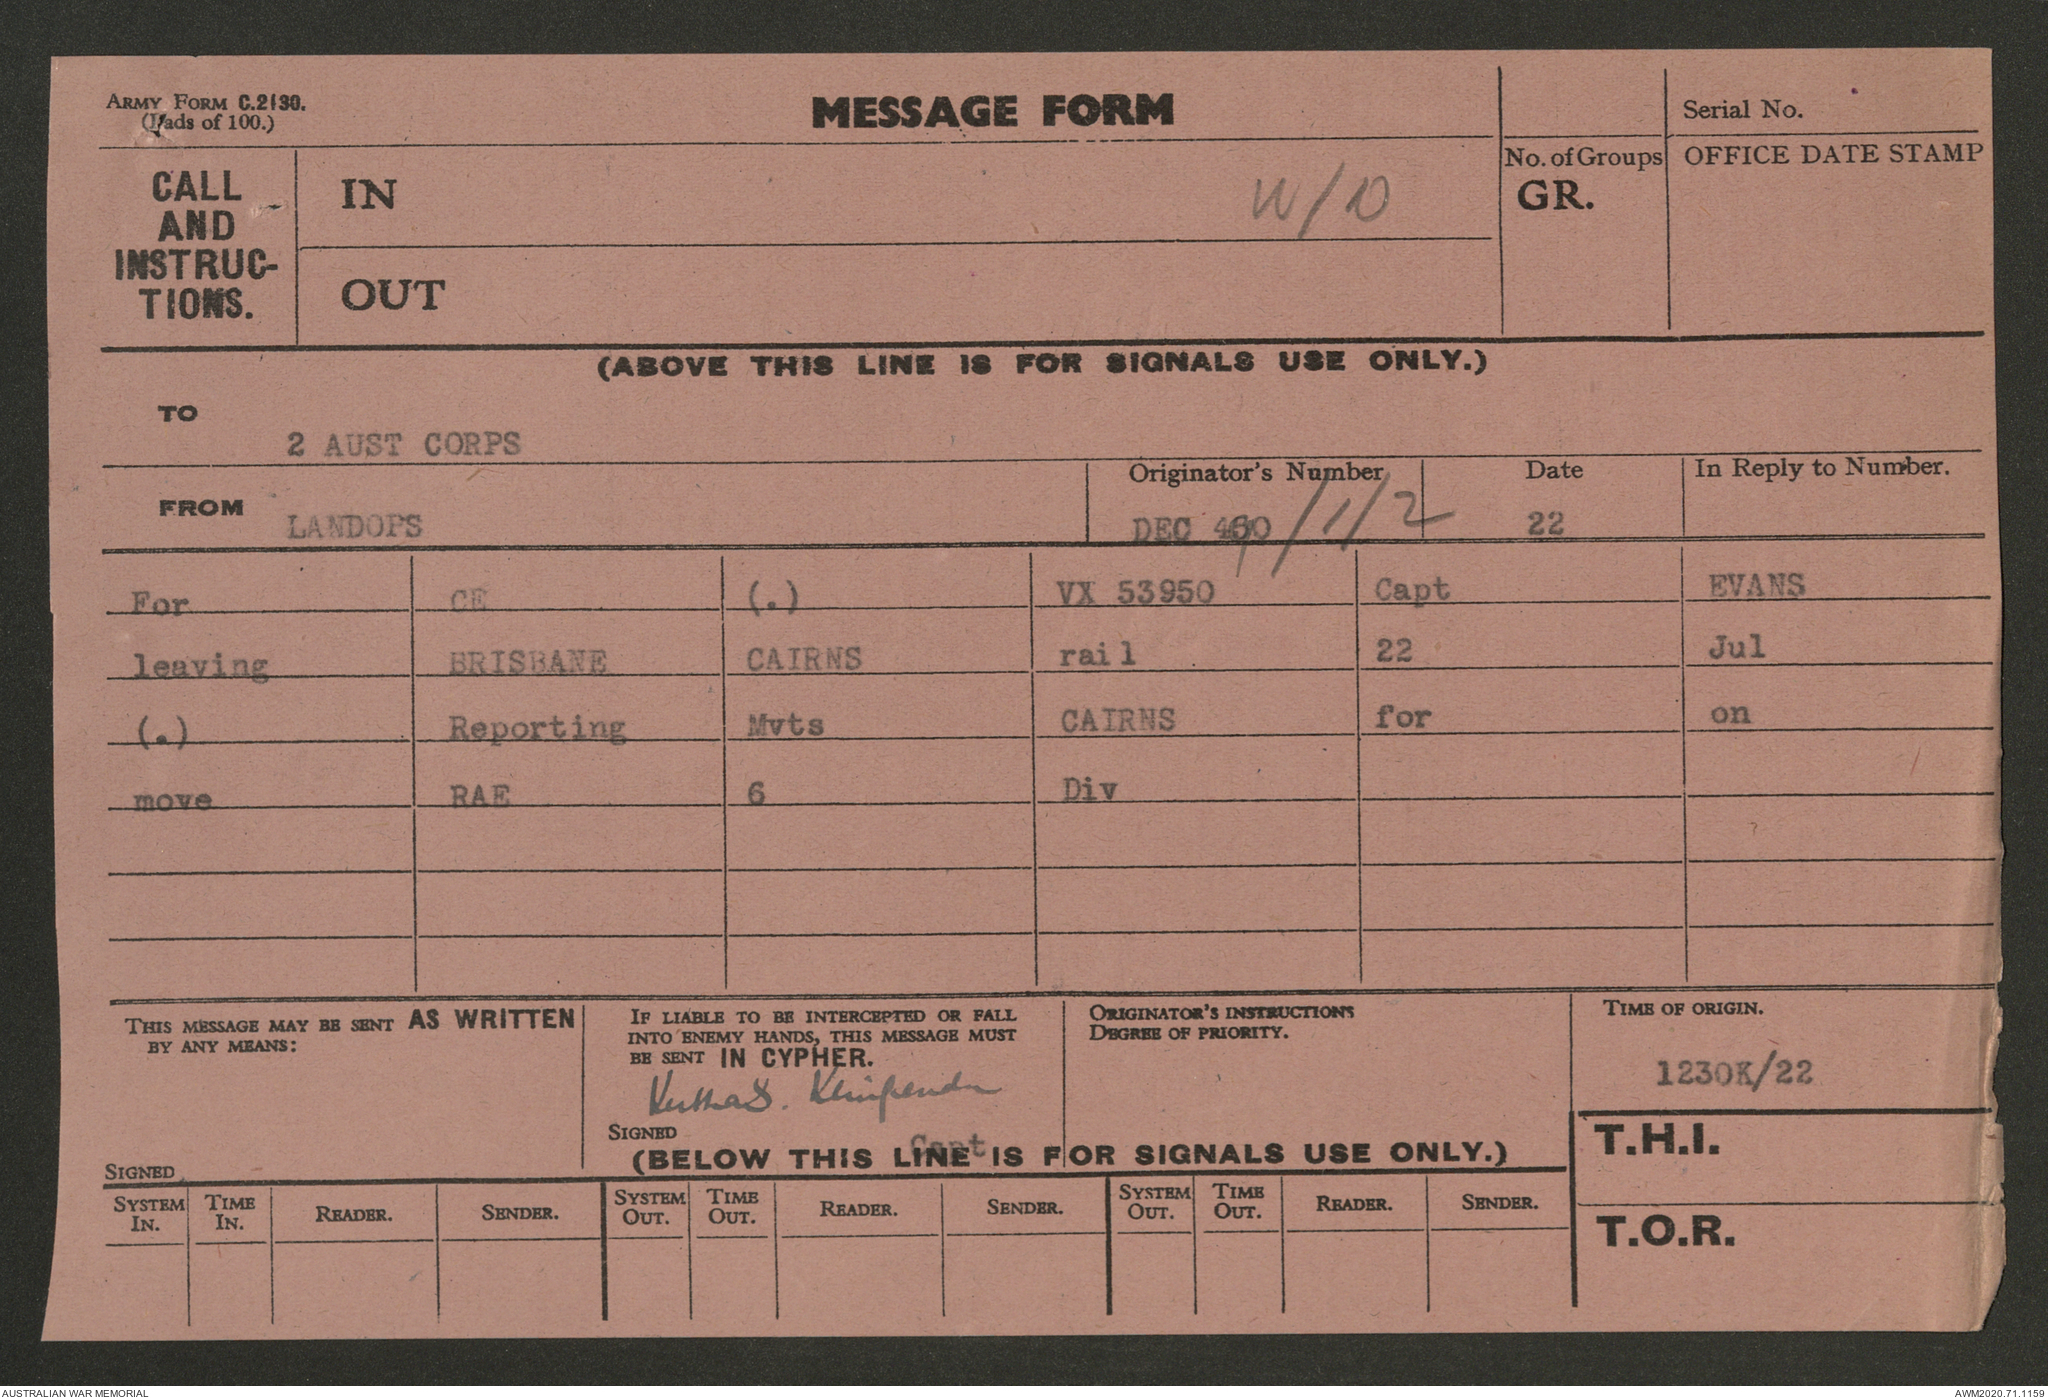 ARMY FORM C.2130.
(Pads of 100.)
MESSAGE FORM
Serial No.
CALL AND INSTRUC-TIONS.
IN
W/D
No. of Groups
GR.
OFFICE DATE STAMP
OUT
(ABOVE THIS LINE IS FOR SIGNALS USE ONLY.)
TO
2 AUST CORPS
FROM
LANDOPS
Originator's Number
DEC /1/2
Date
22
In Reply to Number.
For CE (.) VX 53950 Capt EVANS
leaving BRISBANE CAIRNS rail 22 Jul
(.) Reporting Mvts CAIRNS for on
move RAE 6 Div
THIS MESSAGE MAY BE SENT AS WRITTEN
BY ANY MEANS:
SIGNED
IF LIABLE TO BE INTERCEPTED OR FALL
INTO ENEMY HANDS, THIS MESSAGE MUST
BE SENT IN CYPHER.
SIGNED
Capt
ORIGINATOR'S INSTRUCTIONS
DEGREE OF PRIORITY.
TIME OF ORIGIN.
1230K/22
(BELOW THIS LINE IS FOR SIGNALS USE ONLY.)
T.H.I.
T.O.R.
SYSTEM IN. TIME IN. READER. SENDER. SYSTEM OUT. TIME OUT. READER. SENDER. SYSTEM OUT. TIME OUT. READER. SENDER.
AUSTRALIAN WAR MEMORIAL
AWM2020.71.1159